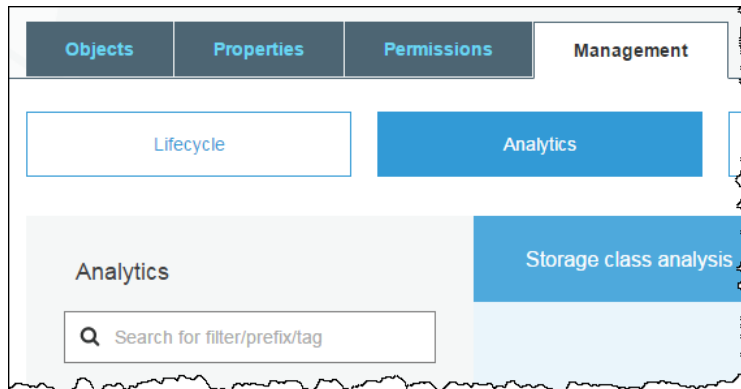 Objects Properties Permissions Management
Lifecycle Analytics
Storage class analysis
Analytics
Search for filter/prefix/tag